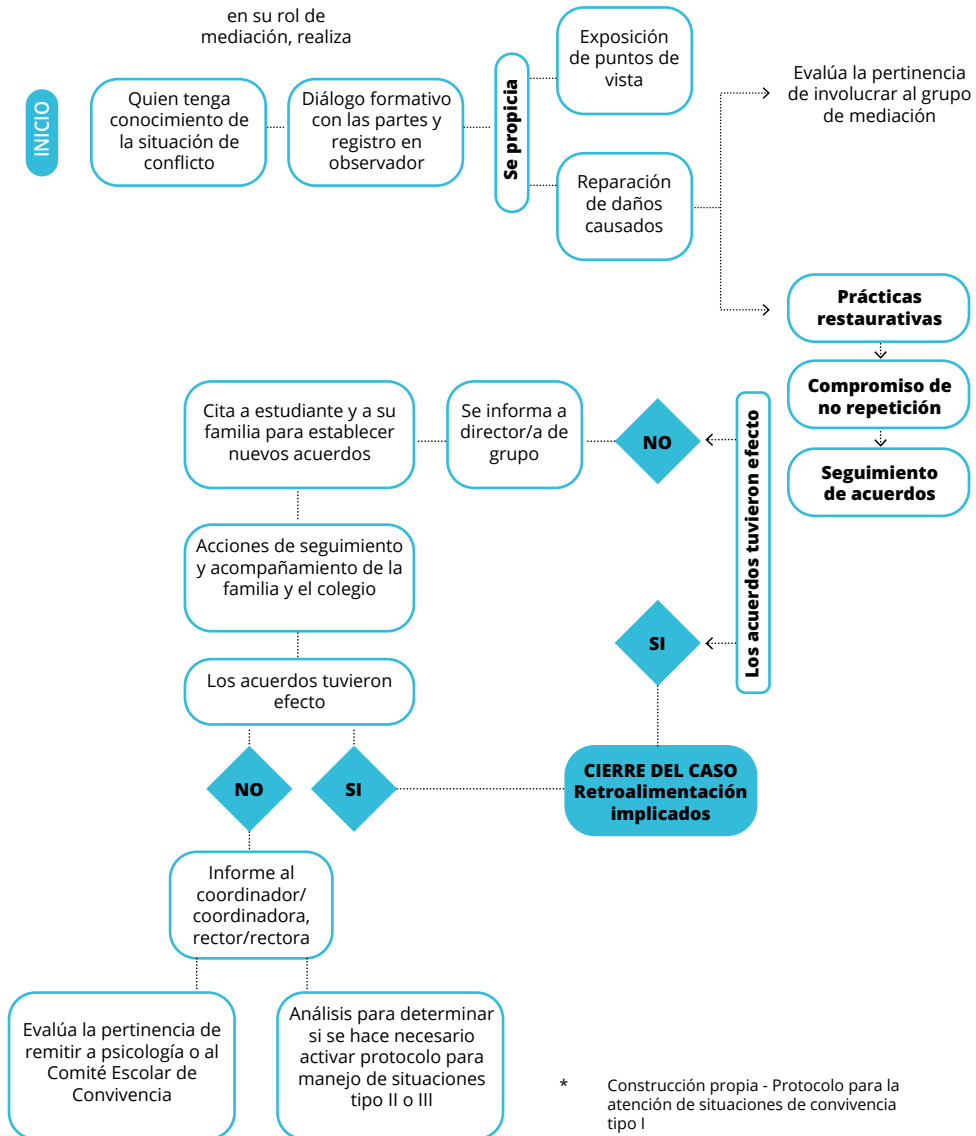 en su rol de
mediación, realiza
INICIO
Quien tenga
conocimiento de
la situación de
conflicto
Diálogo formativo
con las partes y
registro en
observador
Se propicia
Exposición
de puntos de
vista
Reparación
de daños
causados
Evalúa la pertinencia
de involucrar al grupo
de mediación
Prácticas
restaurativas
Compromiso de
no repetición
Seguimiento
de acuerdos
Los acuerdos tuvieron efecto
NO
Se informa a
director/a de
grupo
Cita a estudiante y a su
familia para establecer
nuevos acuerdos
Acciones de seguimiento
y acompañamiento de la
familia y el colegio
SI
Los acuerdos tuvieron
efecto
NO
SI
CIERRE DEL CASO
Retroalimentación
implicados
Informe al
coordinador/
coordinadora,
rector/rectora
Evalúa la pertinencia de
remitir a psicología o al
Comité Escolar de
Convivencia
Análisis para determinar
si se hace necesario
activar protocolo para
manejo de situaciones
tipo II o III
* Construcción propia - Protocolo para la
atención de situaciones de convivencia
tipo I